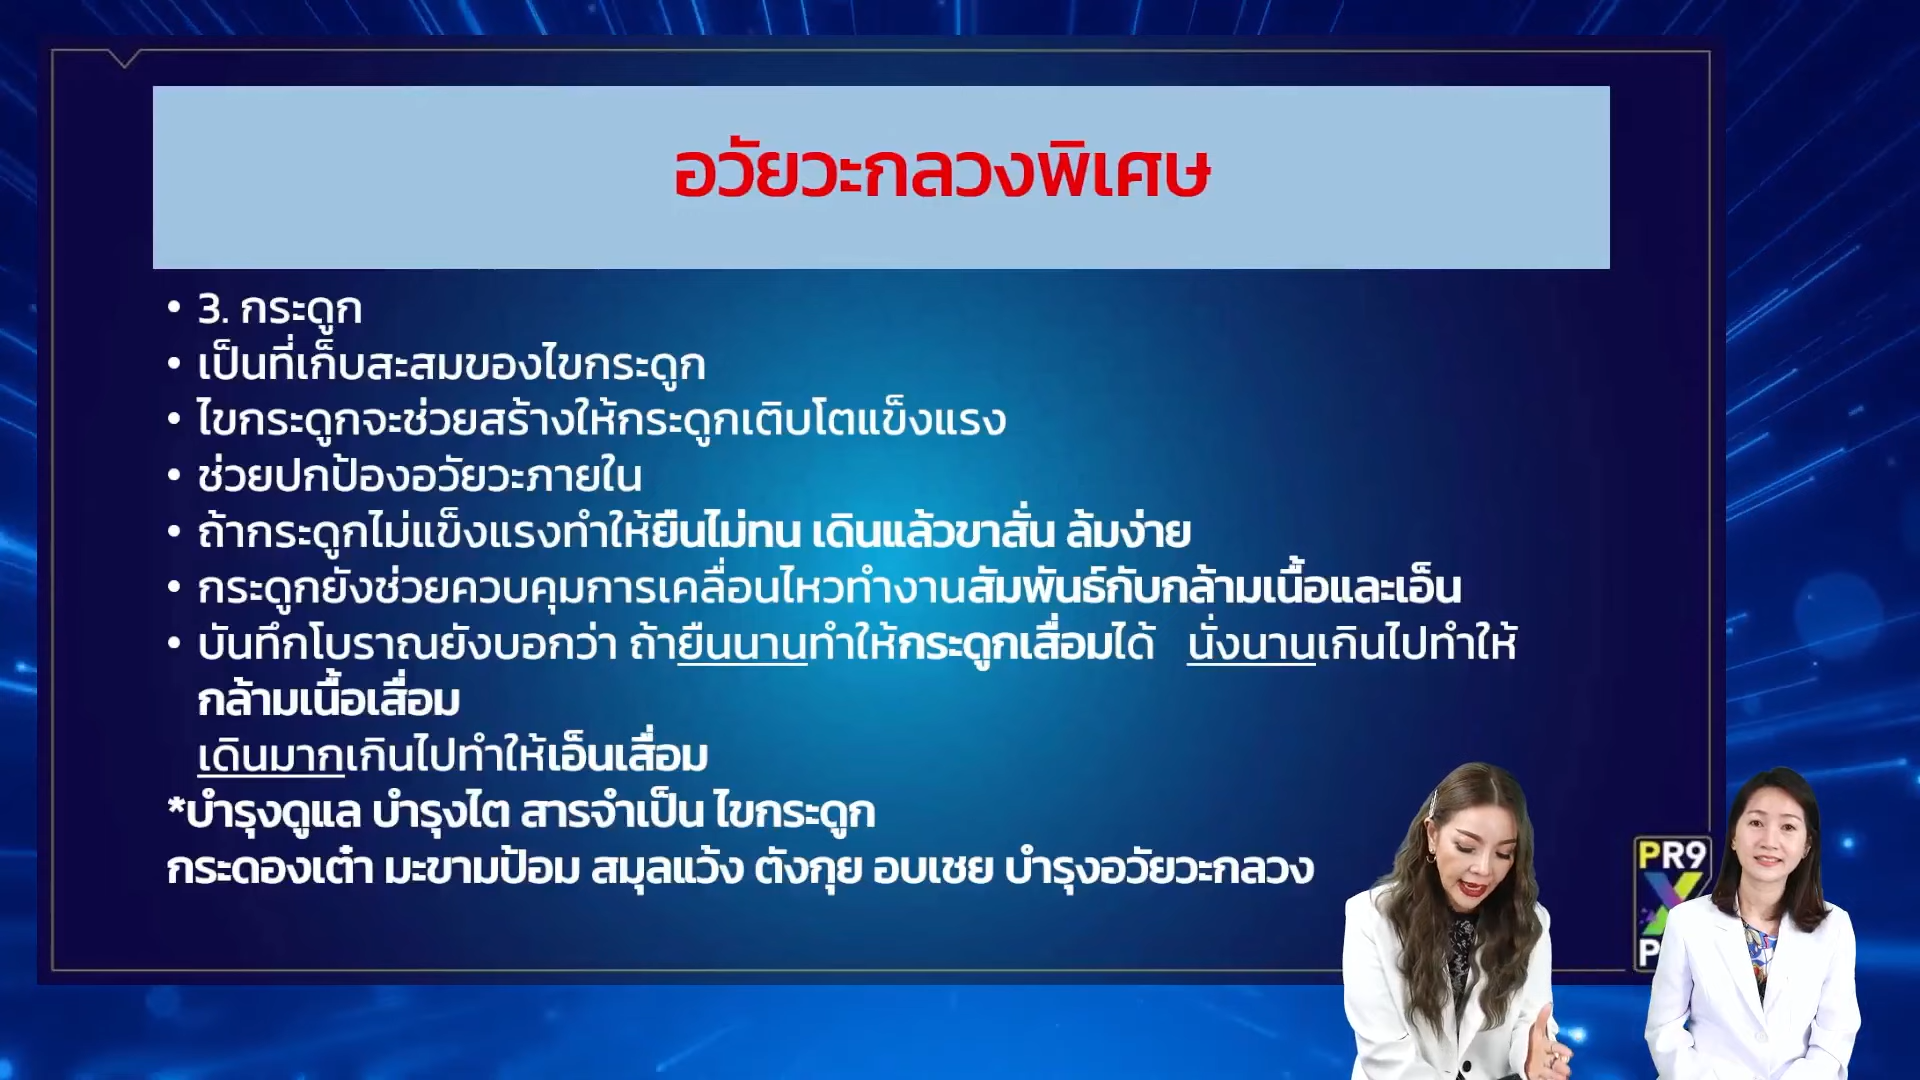 อวัยวะกลวงพิเศษ
• 3. กระดูก
• เป็นที่เก็บสะสมของไขกระดูก
• ไขกระดูกจะช่วยสร้างให้กระดูกเติบโตแข็งแรง
• ช่วยปกป้องอวัยวะภายใน
• ถ้ากระดูกไม่แข็งแรงทำให้ยืนไม่ทน เดินแล้วขาสั่น ล้มง่าย
• กระดูกยังช่วยควบคุมการเคลื่อนไหวทำงานสัมพันธ์กับกล้ามเนื้อและเอ็น
• บันทึกโบราณยังบอกว่า ถ้ายืนนานทำให้กระดูกเสื่อมได้ นั่งนานเกินไปทำให้
กล้ามเนื้อเสื่อม
เดินมากเกินไปทำให้เอ็นเสื่อม
*บำรุงดูแล บำรุงไต สารจำเป็น ไขกระดูก
กระดองเต๋า มะขามป้อม สมุลแว้ง ตังกุย อบเชย บำรุงอวัยวะกลวง
PR9